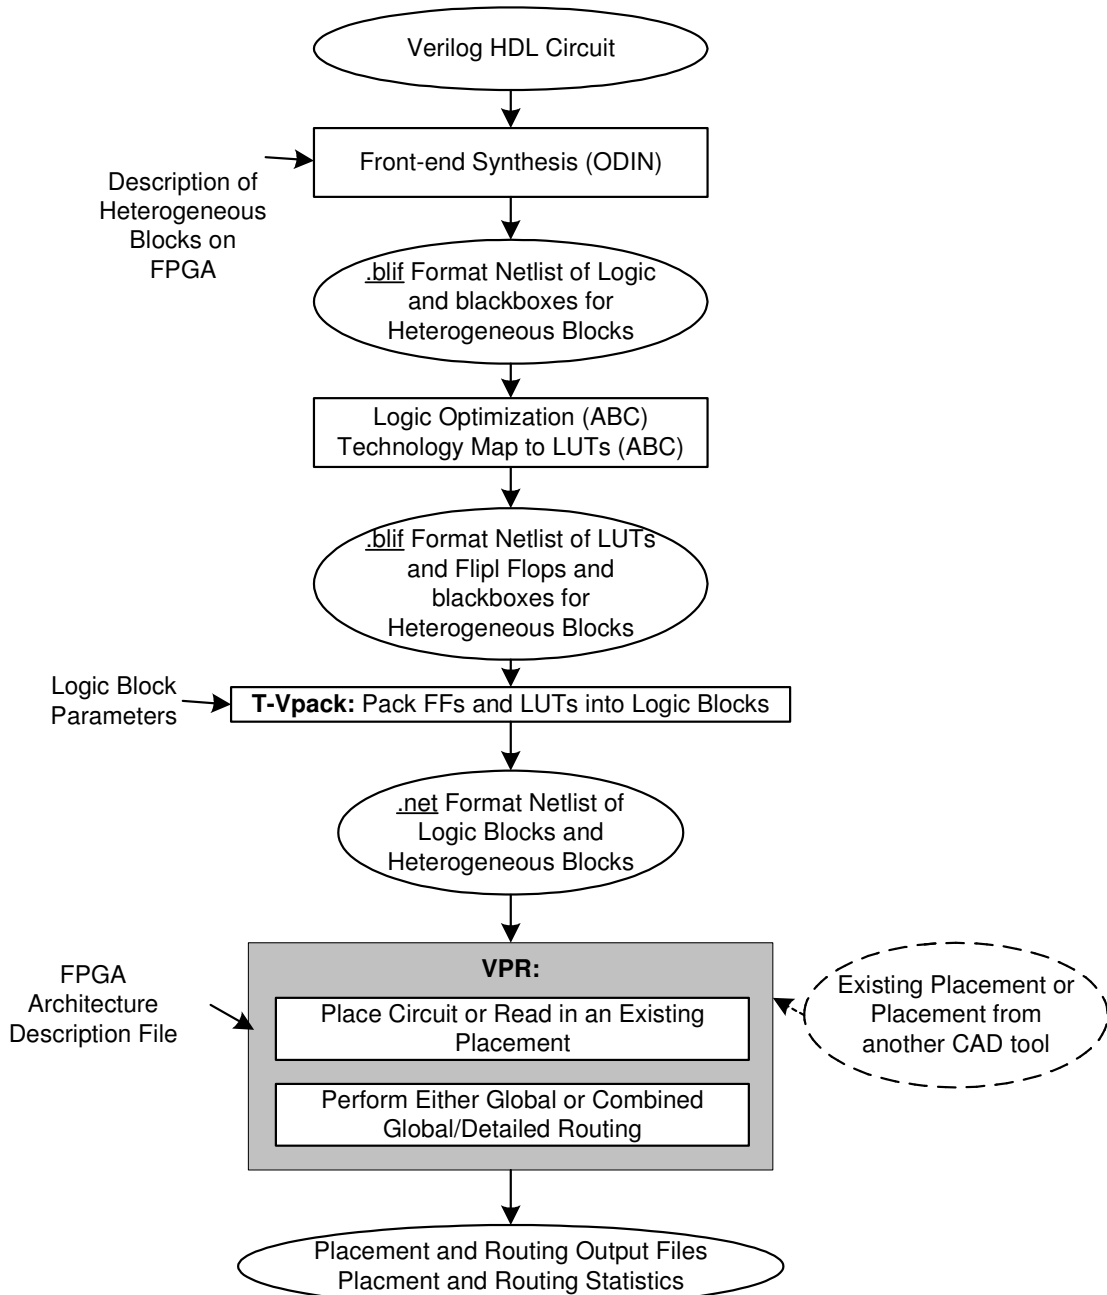 Verilog HDL Circuit
Front-end Synthesis (ODIN)
Description of
Heterogeneous
Blocks on
FPGA
.blif Format Netlist of Logic
and blackboxes for
Heterogeneous Blocks
Logic Optimization (ABC)
Technology Map to LUTs (ABC)
.blif Format Netlist of LUTs
and Flipl Flops and
blackboxes for
Heterogeneous Blocks
Logic Block
Parameters
T-Vpack: Pack FFs and LUTs into Logic Blocks
.net Format Netlist of
Logic Blocks and
Heterogeneous Blocks
VPR:
FPGA
Architecture
Description File
Place Circuit or Read in an Existing
Placement
Existing Placement or
Placement from
another CAD tool
Perform Either Global or Combined
Global/Detailed Routing
Placement and Routing Output Files
Placment and Routing Statistics